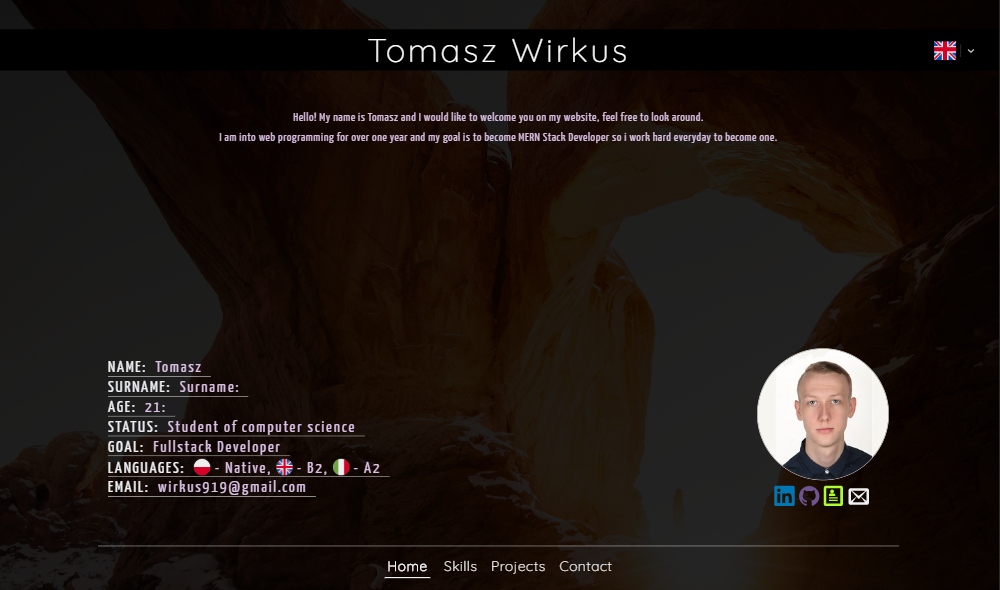 Tomasz Wirkus
Hello! My name is Tomasz and I would like to welcome you on my website, feel free to look around.
I am into web programming for over one year and my goal is to become MERN Stack Developer so i work hard everyday to become one.
NAME: Tomasz
SURNAME: Surname:
AGE: 21:
STATUS: Student of computer science
GOAL: Fullstack Developer
LANGUAGES: - Native, - B2, - A2
EMAIL: wirkus919@gmail.com
in
Home Skills Projects Contact